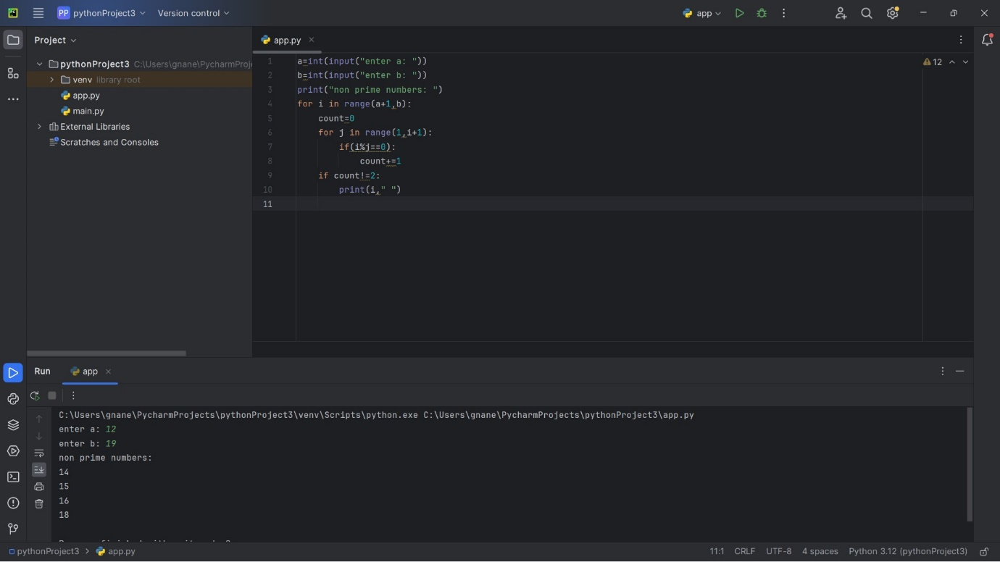 PP pythonProject3 Version control app
Project
app.py
pythonProject3 C:\Users\gnane\PycharmProje
venv library root
app.py
main.py
External Libraries
Scratches and Consoles
12
1 a=int(input("enter a: "))
2 b=int(input("enter b: "))
3 print("non prime numbers: ")
4 for i in range(a+1,b):
5     count=0
6     for j in range(1,i+1):
7         if(i%j==0):
8             count+=1
9     if count!=2:
10         print(i," ")
11
Run app
C:\Users\gnane\PycharmProjects\pythonProject3\venv\Scripts\python.exe C:\Users\gnane\PycharmProjects\pythonProject3\app.py
enter a: 12
enter b: 19
non prime numbers:
14
15
16
18
pythonProject3 > app.py 11:1 CRLF UTF-8 4 spaces Python 3.12 (pythonProject3)